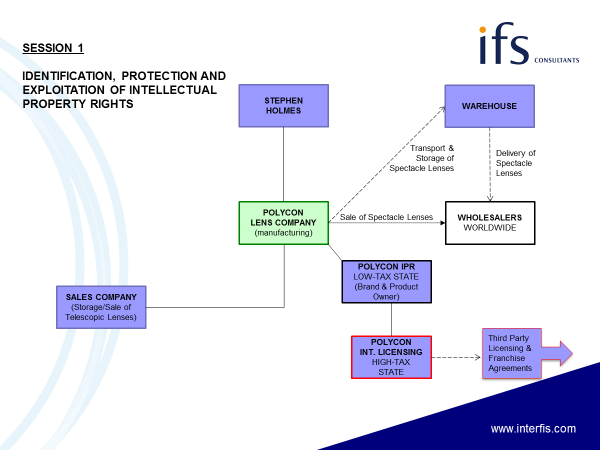 SESSION 1
IDENTIFICATION, PROTECTION AND
EXPLOITATION OF INTELLECTUAL
PROPERTY RIGHTS
ifs
CONSULTANTS
STEPHEN
HOLMES
WAREHOUSE
Transport &
Storage of
Spectacle Lenses
Delivery of
Spectacle
Lenses
POLYCON
LENS COMPANY
(manufacturing)
Sale of Spectacle Lenses
WHOLESALERS
WORLDWIDE
POLYCON IPR
LOW-TAX STATE
(Brand & Product
Owner)
SALES COMPANY
(Storage/Sale of
Telescopic Lenses)
POLYCON
INT. LICENSING
HIGH-TAX
STATE
Third Party
Licensing &
Franchise
Agreements
www.interfis.com